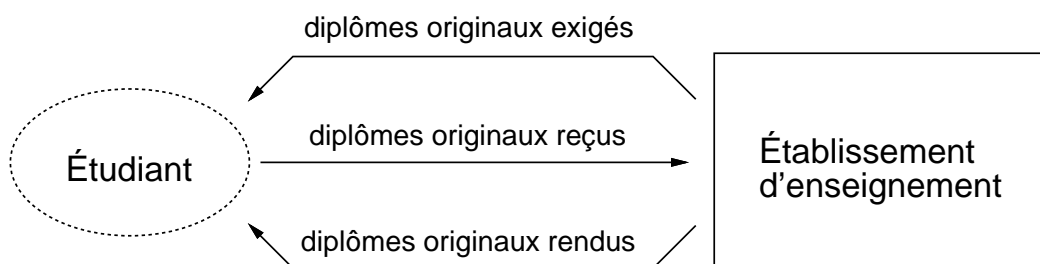 diplômes originaux exigés
diplômes originaux reçus
Étudiant
Établissement
d'enseignement
diplômes originaux rendus